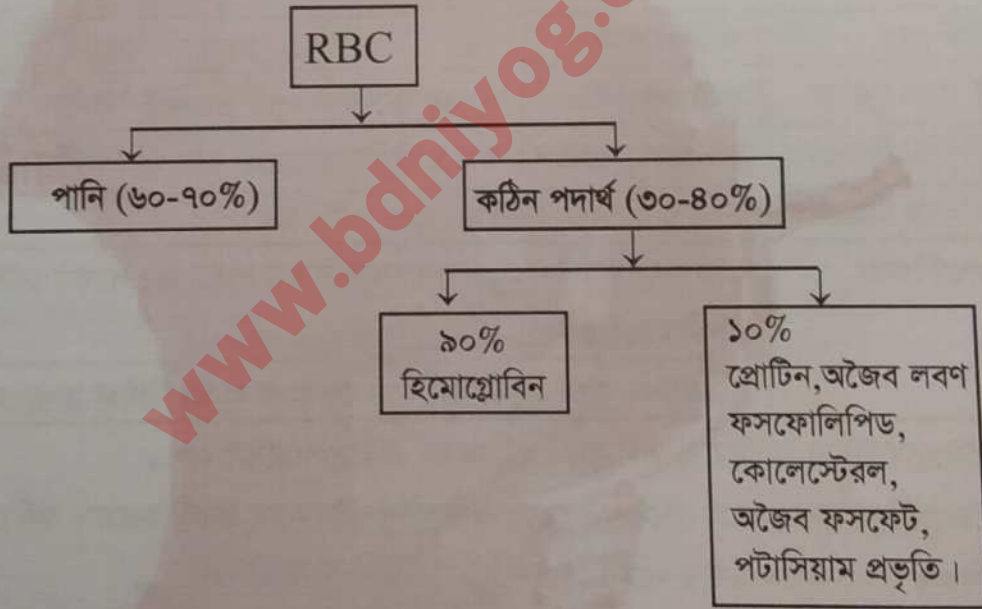 RBC
পানি (৬০-৭০%)
কঠিন পদার্থ (৩০-৪০%)
৯০%
হিমোগ্লোবিন
১০%
প্রোটিন,অজৈব লবণ
ফসফোলিপিড,
কোলেস্টেরল,
অজৈব ফসফেট,
পটাসিয়াম প্রভৃতি।
www.bdniyog.c